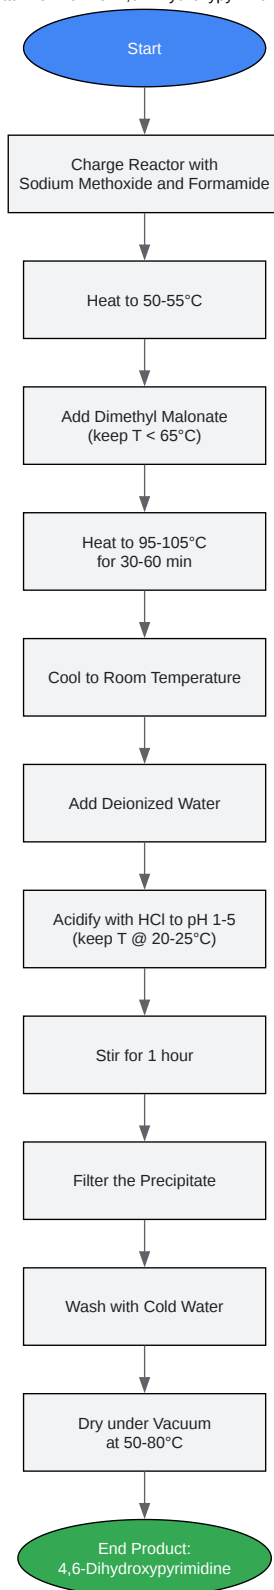 Start
Charge Reactor with
Sodium Methoxide and Formamide
Heat to 50-55°C
Add Dimethyl Malonate
(keep T < 65°C)
Heat to 95-105°C
for 30-60 min
Cool to Room Temperature
Add Deionized Water
Acidify with HCl to pH 1-5
(keep T @ 20-25°C)
Stir for 1 hour
Filter the Precipitate
Wash with Cold Water
Dry under Vacuum
at 50-80°C
End Product:
4,6-Dihydroxypyrimidine